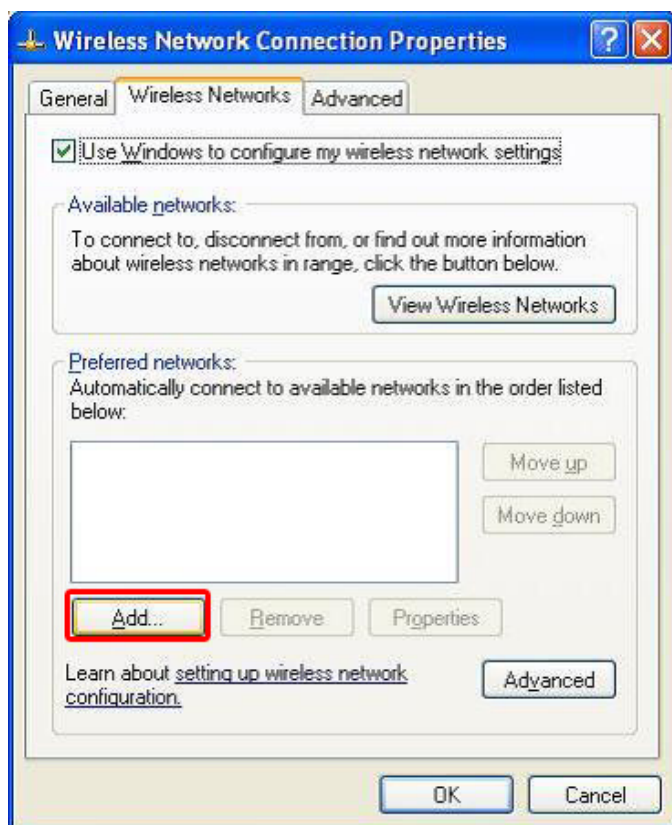 Wireless Network Connection Properties
General Wireless Networks Advanced
Use Windows to configure my wireless network settings
Available networks:
To connect to, disconnect from, or find out more information
about wireless networks in range, click the button below.
View Wireless Networks
Preferred networks:
Automatically connect to available networks in the order listed
below:
Move up
Move down
Add... Remove Properties
Learn about setting up wireless network
configuration.
Advanced
OK Cancel